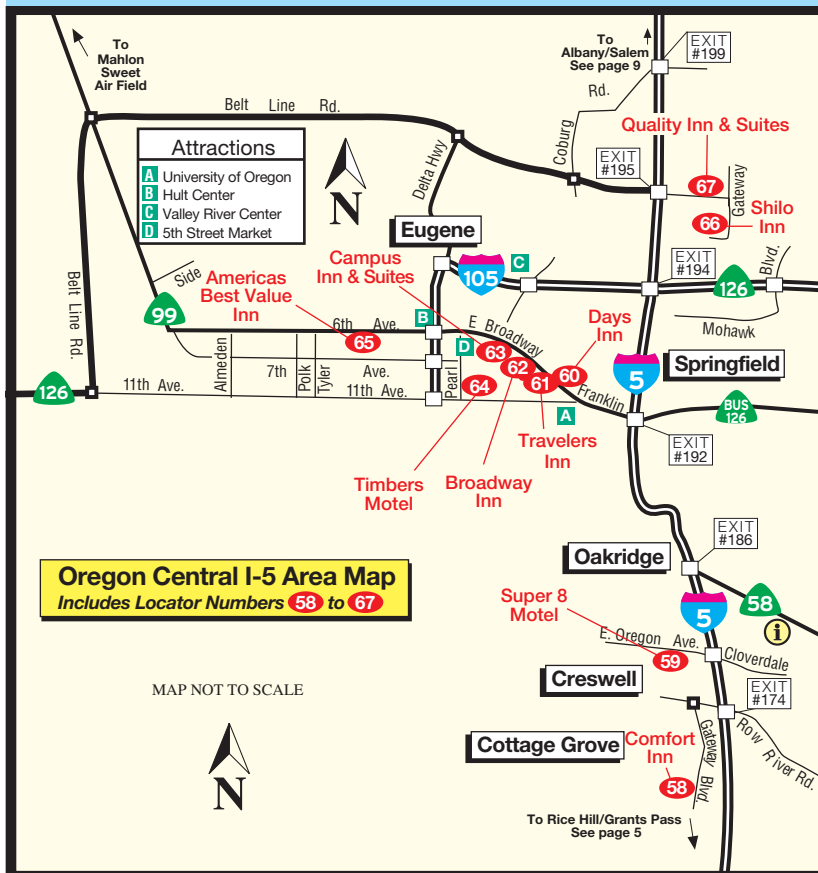 To
Mahlon
Sweet
Air Field
To
Albany/Salem
See page 9
EXIT
#199
Belt Line Rd.
Coburg Rd.
Quality Inn & Suites
Attractions
A University of Oregon
B Hult Center
C Valley River Center
D 5th Street Market
N
Delta Hwy
EXIT
#195
67
Gateway
66
Shilo
Inn
Eugene
Campus
Inn & Suites
105
C
EXIT
#194
126
Blvd.
Mohawk
Belt Line Rd.
Side
Americas
Best Value
Inn
99
6th Ave.
65
B
E Broadway
D
63
62
61
60
Days
Inn
5
Springfield
Almeden
7th Ave.
Polk
Tyler
Pearl
64
Franklin
BUS
126
126
11th Ave.
11th Ave.
A
EXIT
#192
Travelers
Inn
Timbers
Motel
Broadway
Inn
EXIT
#186
Oakridge
Oregon Central I-5 Area Map
Includes Locator Numbers 58 to 67
Super 8
Motel
5
58
i
E. Oregon Ave.
59
Cloverdale
Creswell
MAP NOT TO SCALE
EXIT
#174
Row River Rd.
Cottage Grove
Gateway Blvd.
Comfort
Inn
58
N
To Rice Hill/Grants Pass
See page 5